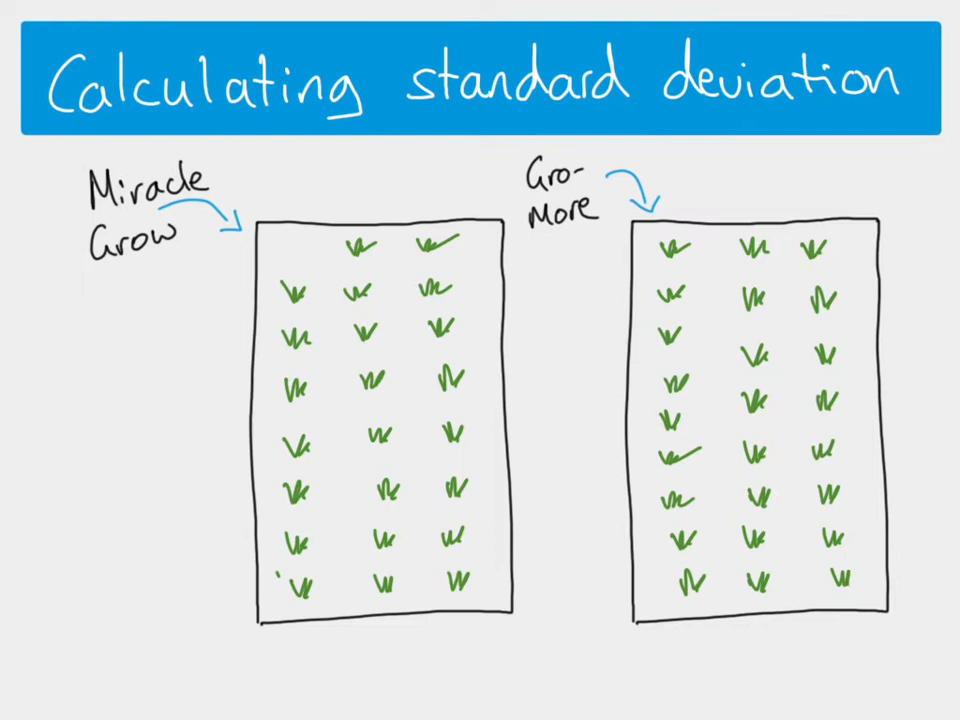 Calculating standard deviation
Miracle
Grow
Gro-
More